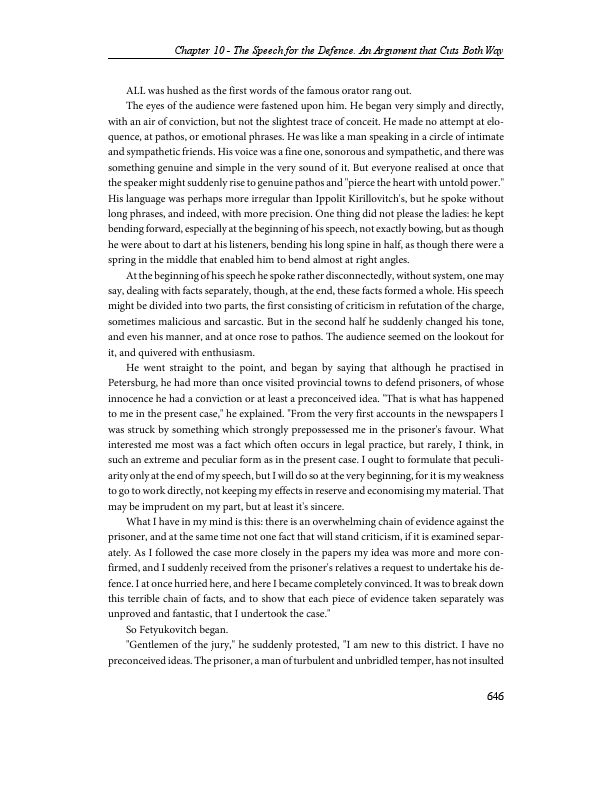 Chapter 10 - The Speech for the Defence. An Argument that Cuts Both Way
ALL was hushed as the first words of the famous orator rang out.
The eyes of the audience were fastened upon him. He began very simply and directly,
with an air of conviction, but not the slightest trace of conceit. He made no attempt at elo-
quence, at pathos, or emotional phrases. He was like a man speaking in a circle of intimate
and sympathetic friends. His voice was a fine one, sonorous and sympathetic, and there was
something genuine and simple in the very sound of it. But everyone realised at once that
the speaker might suddenly rise to genuine pathos and "pierce the heart with untold power."
His language was perhaps more irregular than Ippolit Kirillovitch's, but he spoke without
long phrases, and indeed, with more precision. One thing did not please the ladies: he kept
bending forward, especially at the beginning of his speech, not exactly bowing, but as though
he were about to dart at his listeners, bending his long spine in half, as though there were a
spring in the middle that enabled him to bend almost at right angles.
At the beginning of his speech he spoke rather disconnectedly, without system, one may
say, dealing with facts separately, though, at the end, these facts formed a whole. His speech
might be divided into two parts, the first consisting of criticism in refutation of the charge,
sometimes malicious and sarcastic. But in the second half he suddenly changed his tone,
and even his manner, and at once rose to pathos. The audience seemed on the lookout for
it, and quivered with enthusiasm.
He went straight to the point, and began by saying that although he practised in
Petersburg, he had more than once visited provincial towns to defend prisoners, of whose
innocence he had a conviction or at least a preconceived idea. "That is what has happened
to me in the present case," he explained. "From the very first accounts in the newspapers I
was struck by something which strongly prepossessed me in the prisoner's favour. What
interested me most was a fact which often occurs in legal practice, but rarely, I think, in
such an extreme and peculiar form as in the present case. I ought to formulate that peculi-
arity only at the end of my speech, but I will do so at the very beginning, for it is my weakness
to go to work directly, not keeping my effects in reserve and economising my material. That
may be imprudent on my part, but at least it's sincere.
What I have in my mind is this: there is an overwhelming chain of evidence against the
prisoner, and at the same time not one fact that will stand criticism, if it is examined separ-
ately. As I followed the case more closely in the papers my idea was more and more con-
firmed, and I suddenly received from the prisoner's relatives a request to undertake his de-
fence. I at once hurried here, and here I became completely convinced. It was to break down
this terrible chain of facts, and to show that each piece of evidence taken separately was
unproved and fantastic, that I undertook the case."
So Fetyukovitch began.
"Gentlemen of the jury," he suddenly protested, "I am new to this district. I have no
preconceived ideas. The prisoner, a man of turbulent and unbridled temper, has not insulted
646